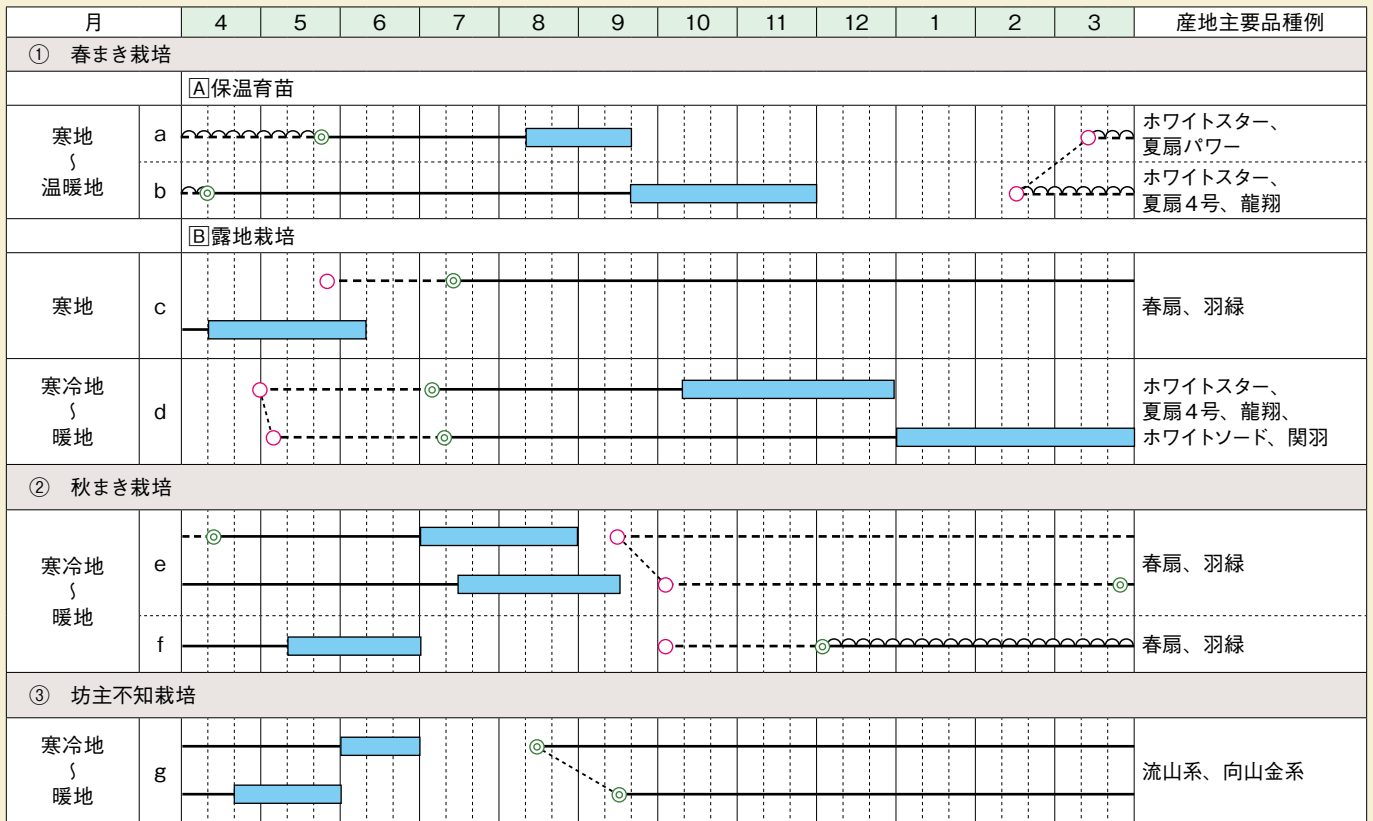 月 4 5 6 7 8 9 10 11 12 1 2 3 産地主要品種例
① 春まき栽培
A 保温育苗
寒地
〜
温暖地
a
ホワイトスター、
夏扇パワー
b
ホワイトスター、
夏扇4号、龍翔
B 露地栽培
寒地
c
春扇、羽緑
寒冷地
〜
暖地
d
ホワイトスター、
夏扇4号、龍翔、
ホワイトソード、関羽
② 秋まき栽培
寒冷地
〜
暖地
e
春扇、羽緑
f
春扇、羽緑
③ 坊主不知栽培
寒冷地
〜
暖地
g
流山系、向山金系